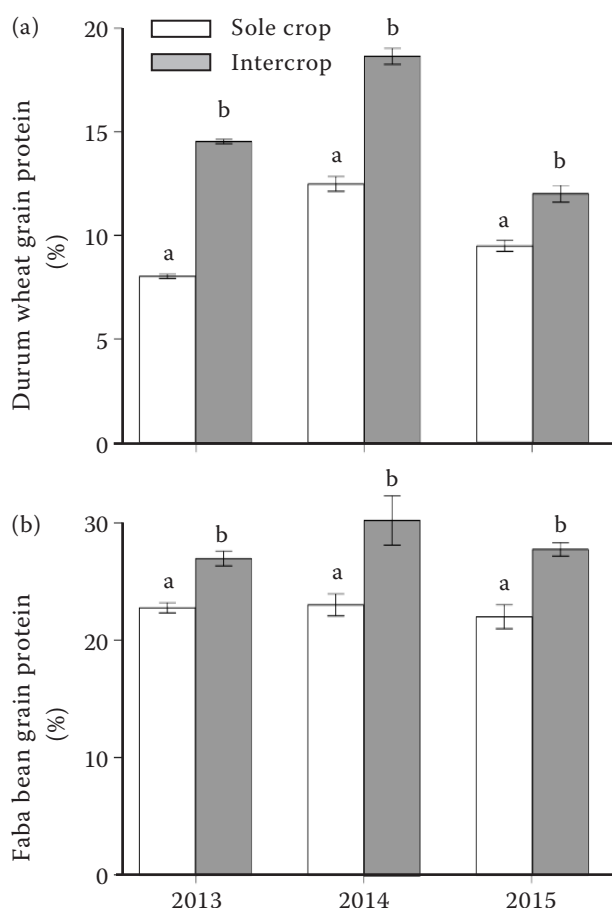 (a)
Sole crop
Intercrop
Durum wheat grain protein
(%)
20
15
10
5
0
a
b
a
b
a
b
(b)
Faba bean grain protein
(%)
30
20
10
0
a
b
a
b
a
b
2013
2014
2015